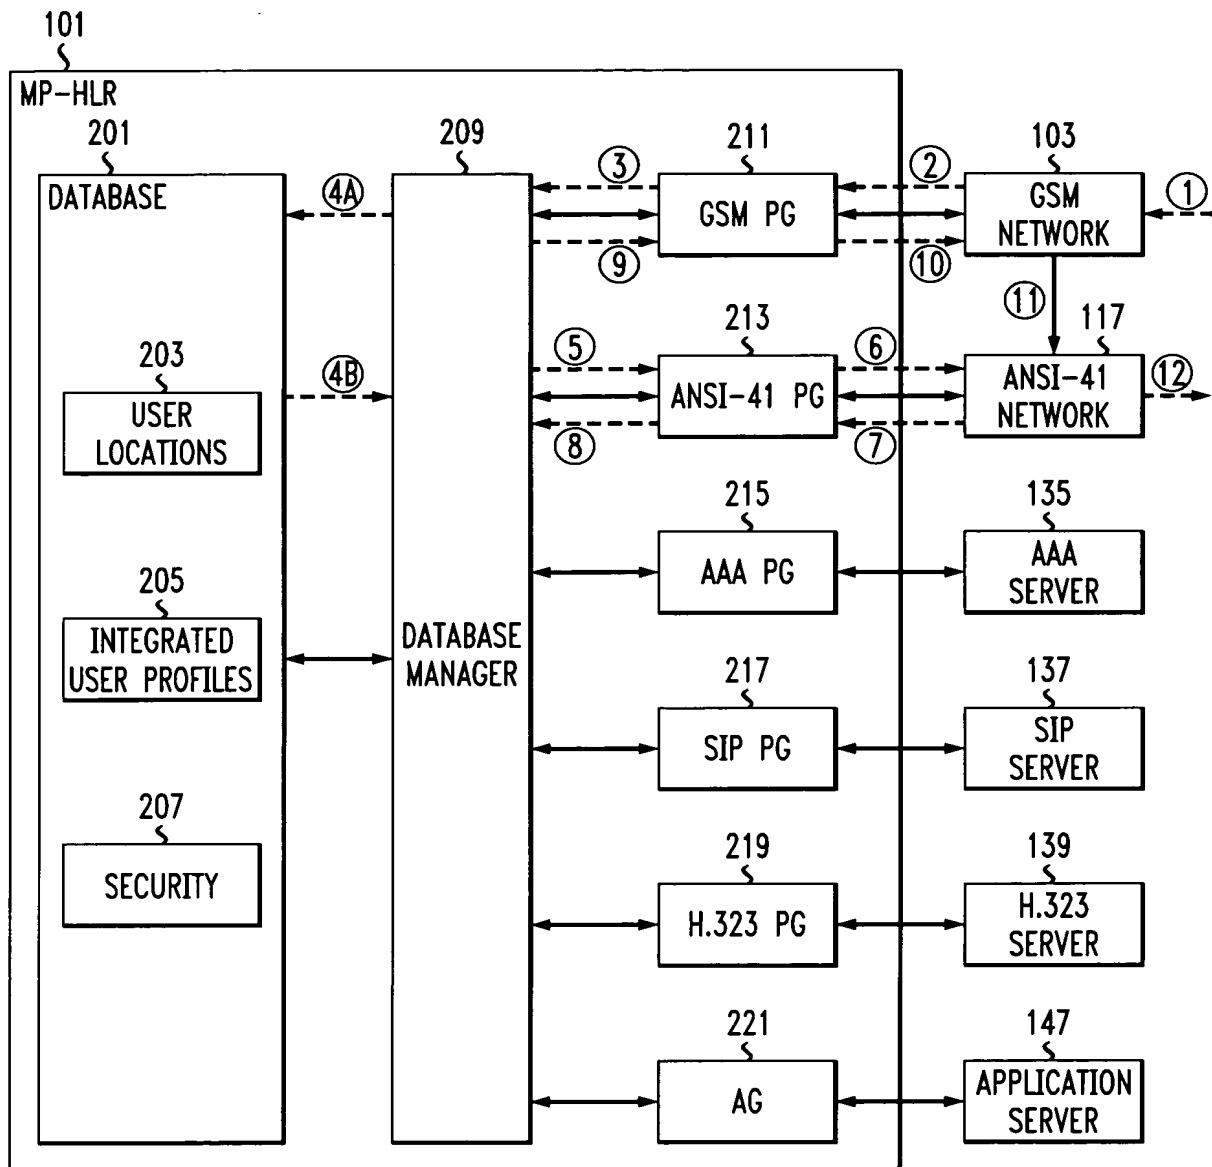 101
MP-HLR
201
209
211
103
DATABASE
4A
3
2
1
GSM PG
GSM
NETWORK
9
10
11
203
213
117
4B
5
6
12
USER
LOCATIONS
ANSI-41 PG
ANSI-41
NETWORK
8
7
215
135
AAA PG
AAA
SERVER
205
INTEGRATED
USER PROFILES
DATABASE
MANAGER
217
137
SIP PG
SIP
SERVER
207
SECURITY
219
139
H.323 PG
H.323
SERVER
221
147
AG
APPLICATION
SERVER